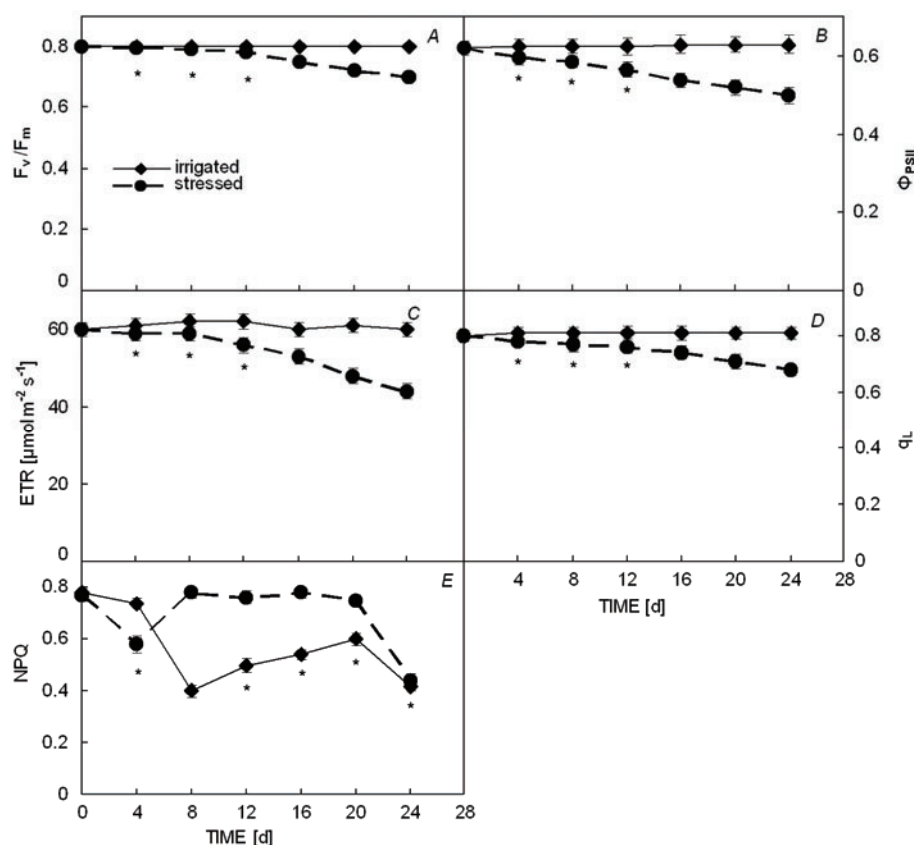 A
0.8
0.6
0.4
0.2
0
Fv/Fm
irrigated
stressed
* * *
B
0.6
0.4
0.2
0
ΦPSII
* * *
C
60
40
20
0
ETR [µmol m⁻² s⁻¹]
* * *
D
0.8
0.6
0.4
0.2
0
qL
* * *
4 8 12 16 20 24 28
TIME [d]
E
0.8
0.6
0.4
0.2
0
NPQ
* * * * *
0 4 8 12 16 20 24 28
TIME [d]